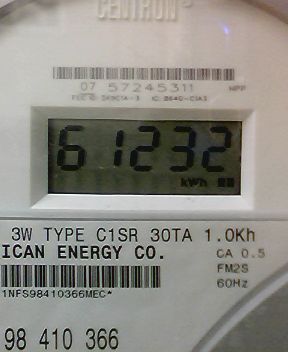 CENTRON
07 57245311
NPP
61232
kWh
3W TYPE C1SR 30TA 1.0Kh
ICAN ENERGY CO.
CA 0.5
FM2S
60Hz
1NFS98410366MEC*
98 410 366